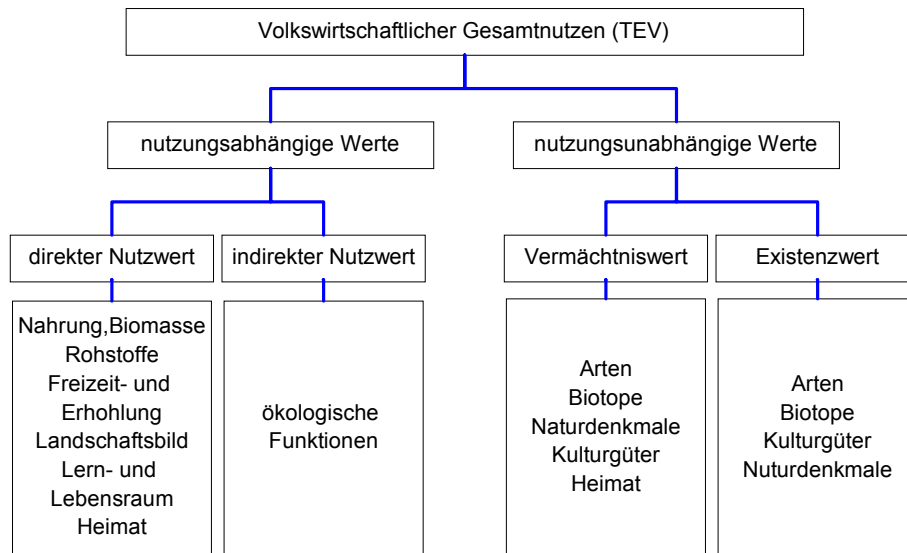 Volkswirtschaftlicher Gesamtnutzen (TEV)
nutzungsabhängige Werte
nutzungsunabhängige Werte
direkter Nutzwert
indirekter Nutzwert
Vermächtniswert
Existenzwert
Nahrung,Biomasse
Rohstoffe
Freizeit- und
Erhohlung
Landschaftsbild
Lern- und
Lebensraum
Heimat
ökologische
Funktionen
Arten
Biotope
Naturdenkmale
Kulturgüter
Heimat
Arten
Biotope
Kulturgüter
Nuturdenkmale